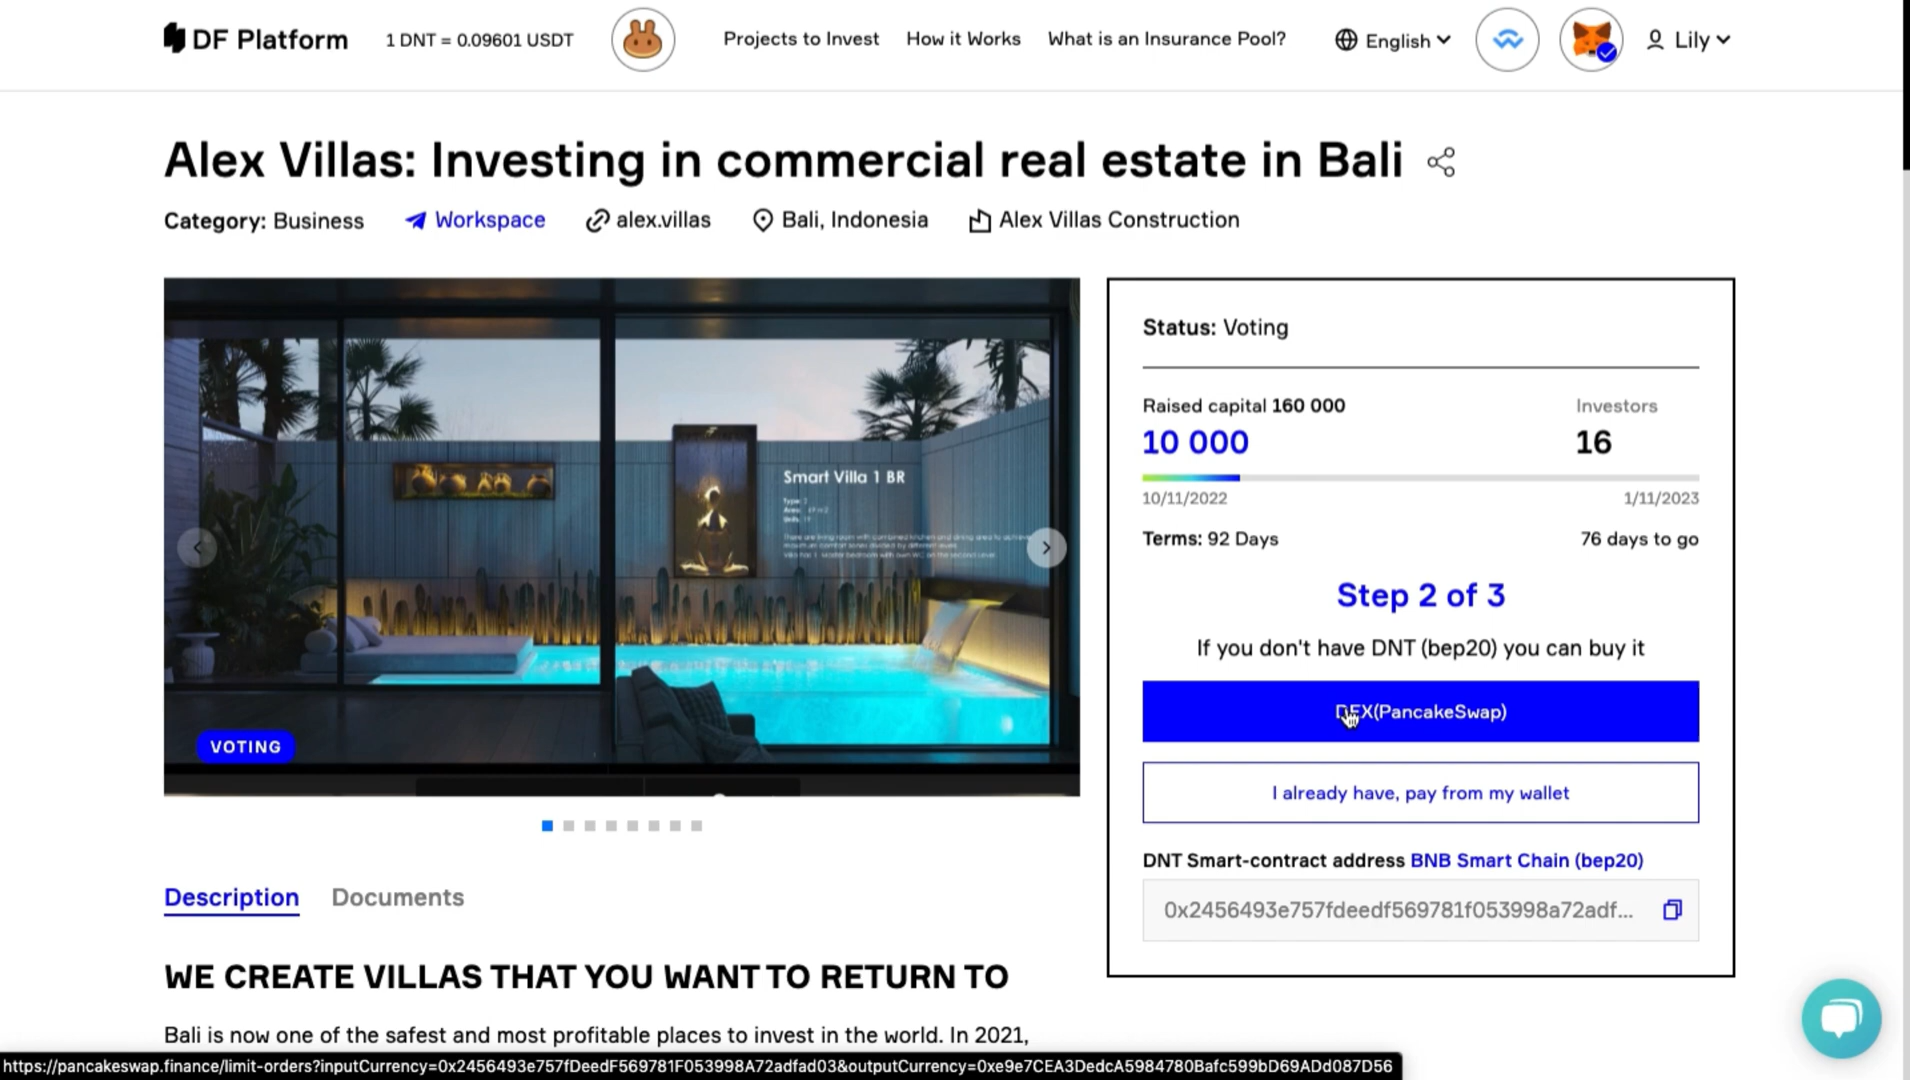 DF Platform
1 DNT = 0.09601 USDT
Projects to Invest
How it Works
What is an Insurance Pool?
English
Lily
Alex Villas: Investing in commercial real estate in Bali
Category: Business
Workspace
alex.villas
Bali, Indonesia
Alex Villas Construction
Smart Villa 1 BR
VOTING
Status: Voting
Raised capital 160 000
Investors
10 000
16
10/11/2022
1/11/2023
Terms: 92 Days
76 days to go
Step 2 of 3
If you don't have DNT (bep20) you can buy it
DEX(PancakeSwap)
I already have, pay from my wallet
DNT Smart-contract address BNB Smart Chain (bep20)
0x2456493e757fdeedf569781f053998a72adf...
Description
Documents
WE CREATE VILLAS THAT YOU WANT TO RETURN TO
Bali is now one of the safest and most profitable places to invest in the world. In 2021,
https://pancakeswap.finance/limit-orders?inputCurrency=0x2456493e757fDeedF569781F053998A72adfad03&outputCurrency=0xe9e7CEA3DedcA5984780Bafc599bD69ADd087D56